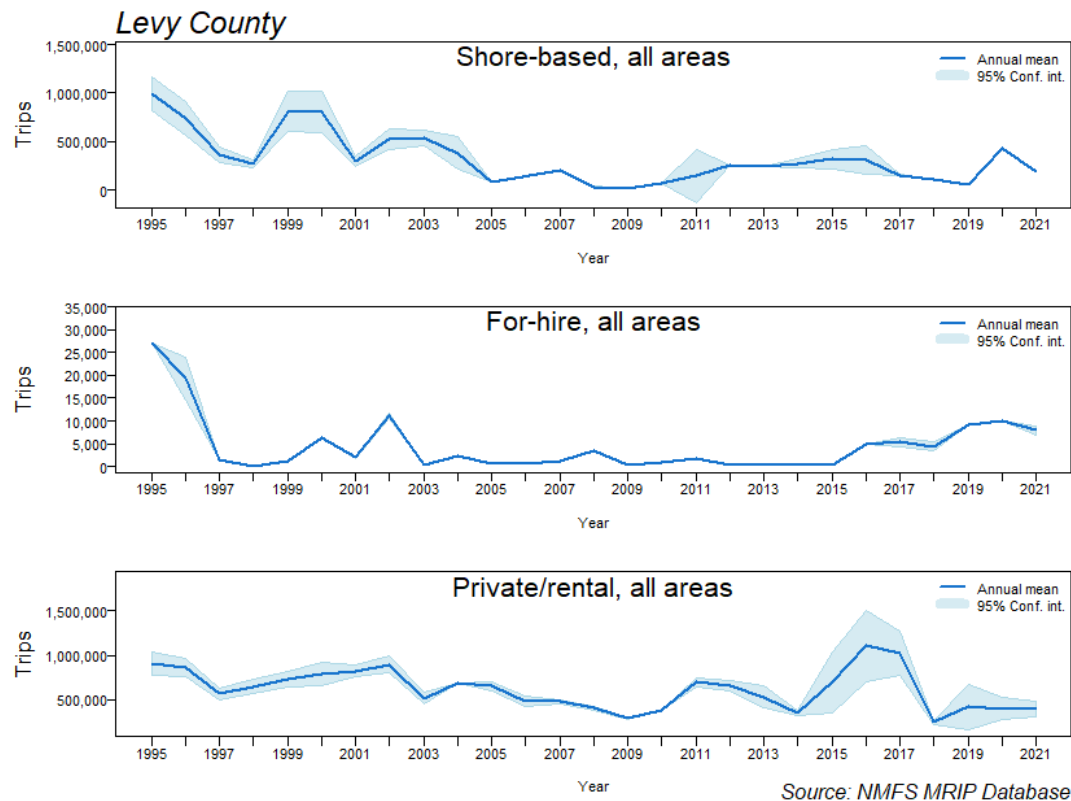 Levy County
Shore-based, all areas
Annual mean
95% Conf. int.
Trips
1,500,000
1,000,000
500,000
0
1995 1997 1999 2001 2003 2005 2007 2009 2011 2013 2015 2017 2019 2021
Year
For-hire, all areas
Annual mean
95% Conf. int.
Trips
35,000
30,000
25,000
20,000
15,000
10,000
5,000
0
1995 1997 1999 2001 2003 2005 2007 2009 2011 2013 2015 2017 2019 2021
Year
Private/rental, all areas
Annual mean
95% Conf. int.
Trips
1,500,000
1,000,000
500,000
1995 1997 1999 2001 2003 2005 2007 2009 2011 2013 2015 2017 2019 2021
Year
Source: NMFS MRIP Database